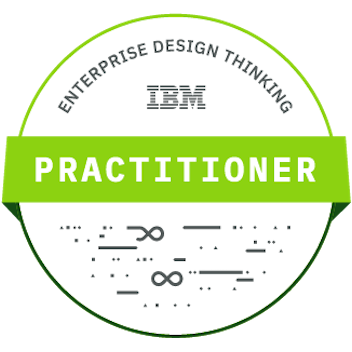 ENTERPRISE DESIGN THINKING
IBM
PRACTITIONER